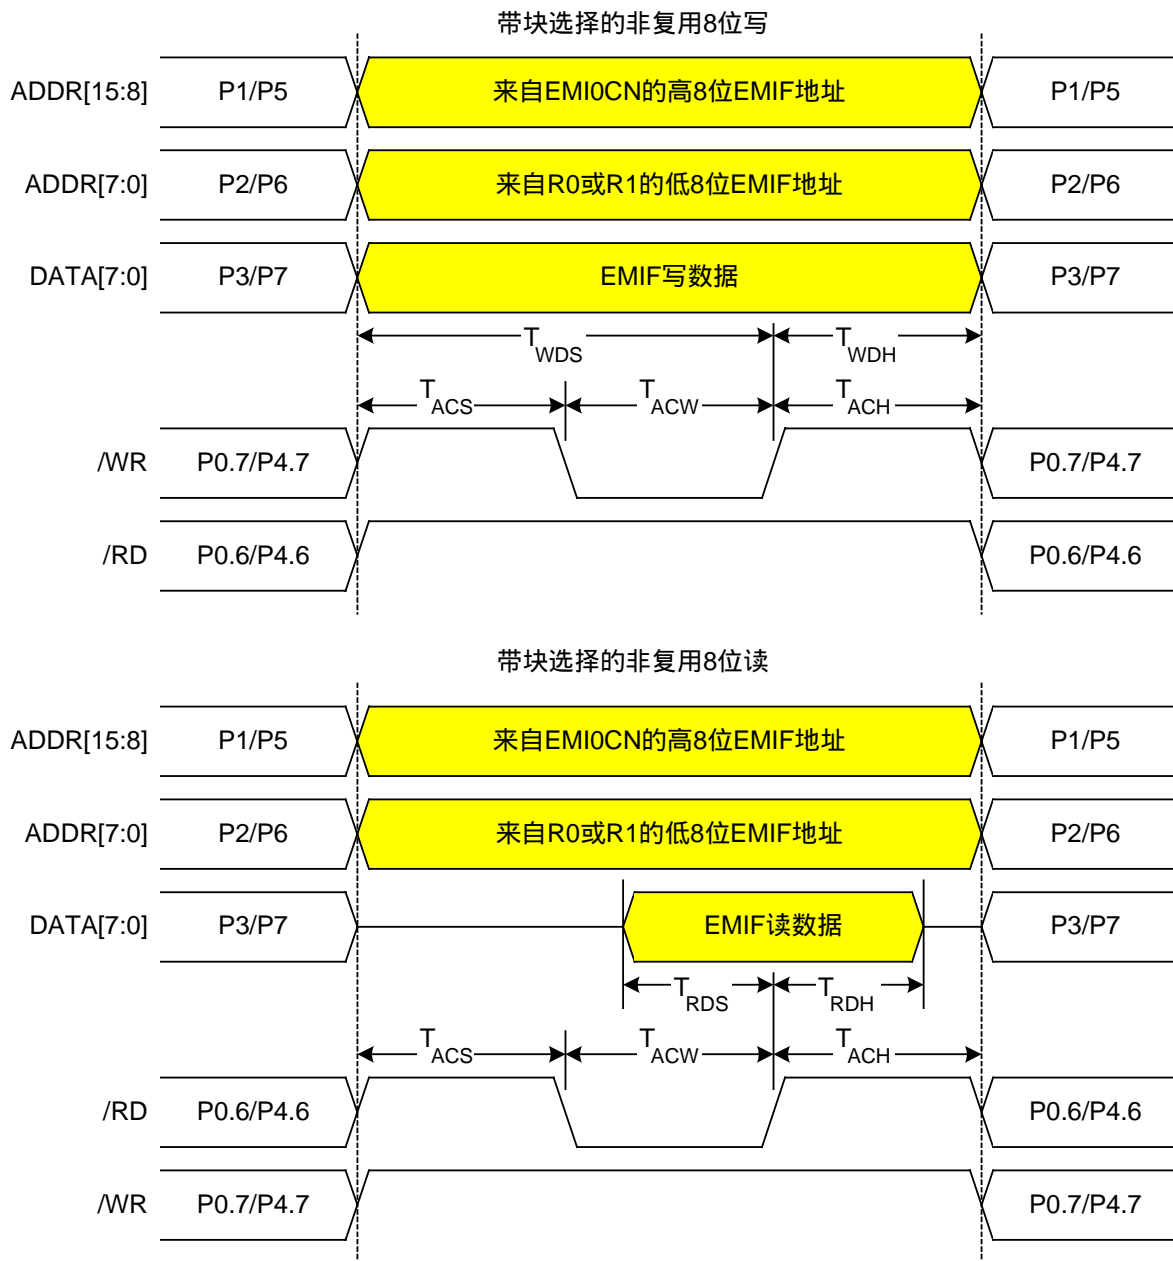 带块选择的非复用8位写
ADDR[15:8] P1/P5 来自EMI0CN的高8位EMIF地址 P1/P5
ADDR[7:0] P2/P6 来自R0或R1的低8位EMIF地址 P2/P6
DATA[7:0] P3/P7 EMIF写数据 P3/P7
TWDS TWDH
TACS TACW TACH
/WR P0.7/P4.7 P0.7/P4.7
/RD P0.6/P4.6 P0.6/P4.6
带块选择的非复用8位读
ADDR[15:8] P1/P5 来自EMI0CN的高8位EMIF地址 P1/P5
ADDR[7:0] P2/P6 来自R0或R1的低8位EMIF地址 P2/P6
DATA[7:0] P3/P7 EMIF读数据 P3/P7
TRDS TRDH
TACS TACW TACH
/RD P0.6/P4.6 P0.6/P4.6
/WR P0.7/P4.7 P0.7/P4.7